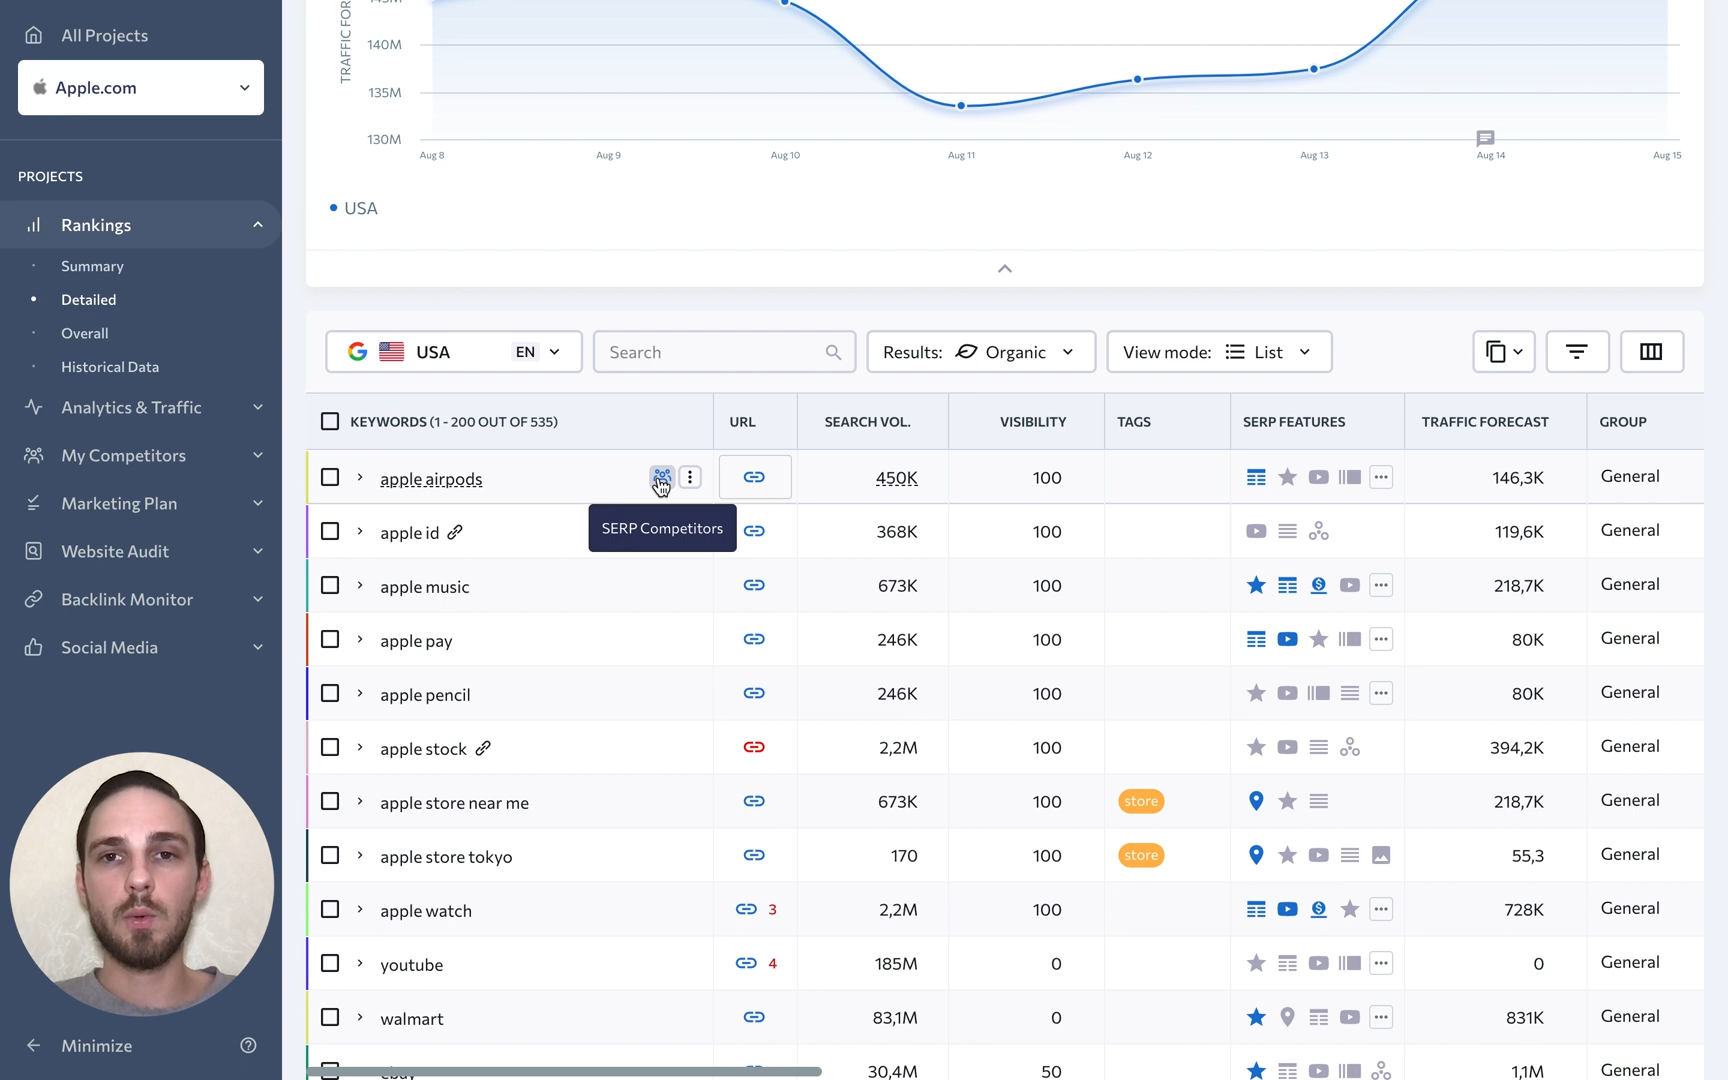 All Projects
Apple.com
PROJECTS
Rankings
Summary
Detailed
Overall
Historical Data
Analytics & Traffic
My Competitors
Marketing Plan
Website Audit
Backlink Monitor
Social Media
Minimize
TRAFFIC FOR
140M
135M
130M
Aug 8 Aug 9 Aug 10 Aug 11 Aug 12 Aug 13 Aug 14 Aug 15
USA
USA EN Search Results: Organic View mode: List
KEYWORDS (1 - 200 OUT OF 535) URL SEARCH VOL. VISIBILITY TAGS SERP FEATURES TRAFFIC FORECAST GROUP
apple airpods 450K 100 146,3K General
SERP Competitors
apple id 368K 100 119,6K General
apple music 673K 100 218,7K General
apple pay 246K 100 80K General
apple pencil 246K 100 80K General
apple stock 2,2M 100 394,2K General
apple store near me 673K 100 store 218,7K General
apple store tokyo 170 100 store 55,3 General
apple watch 3 2,2M 100 728K General
youtube 4 185M 0 0 General
walmart 83,1M 0 831K General
ebay 30,4M 50 1,1M General